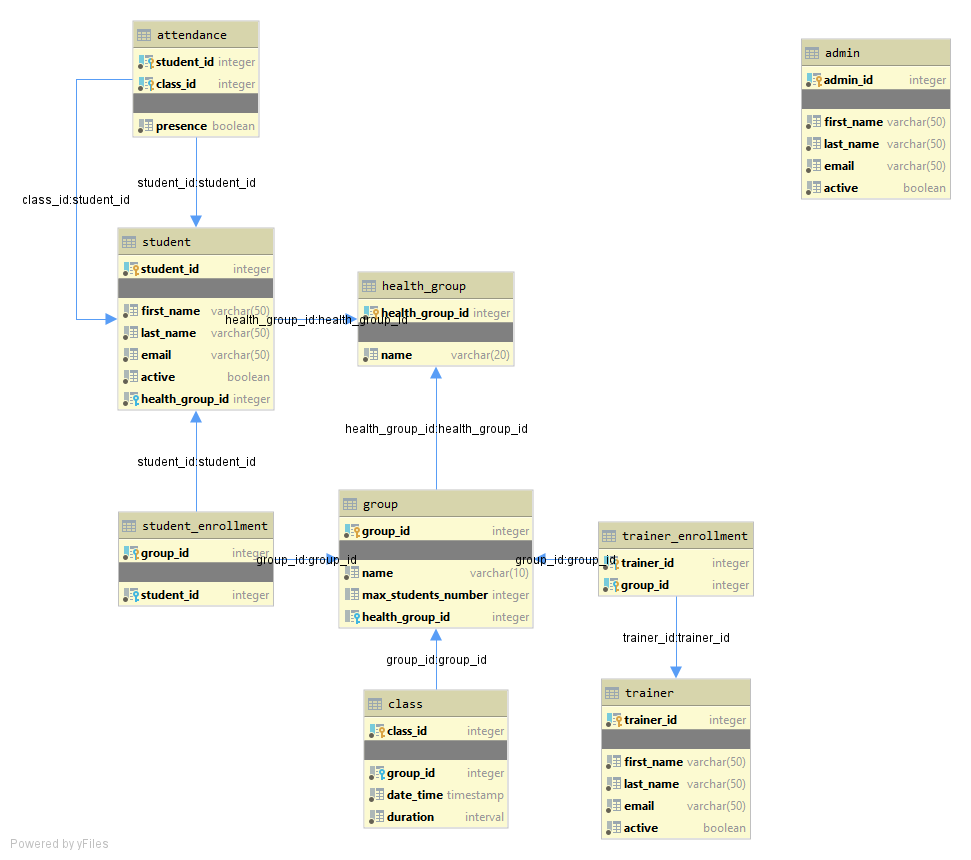 attendance
student_id integer
class_id integer
presence boolean
student_id:student_id
class_id:student_id
admin
admin_id integer
first_name varchar(50)
last_name varchar(50)
email varchar(50)
active boolean
student
student_id integer
first_name varchar(50)
last_name varchar(50)
email varchar(50)
active boolean
health_group_id integer
health_group_id:health_group_id
health_group
health_group_id integer
name varchar(20)
health_group_id:health_group_id
student_id:student_id
student_enrollment
group_id integer
student_id integer
group_id:group_id
group
group_id integer
name varchar(10)
max_students_number integer
health_group_id integer
group_id:group_id
trainer_enrollment
trainer_id integer
group_id integer
group_id:group_id
trainer_id:trainer_id
class
class_id integer
group_id integer
date_time timestamp
duration interval
trainer
trainer_id integer
first_name varchar(50)
last_name varchar(50)
email varchar(50)
active boolean
Powered by yFiles